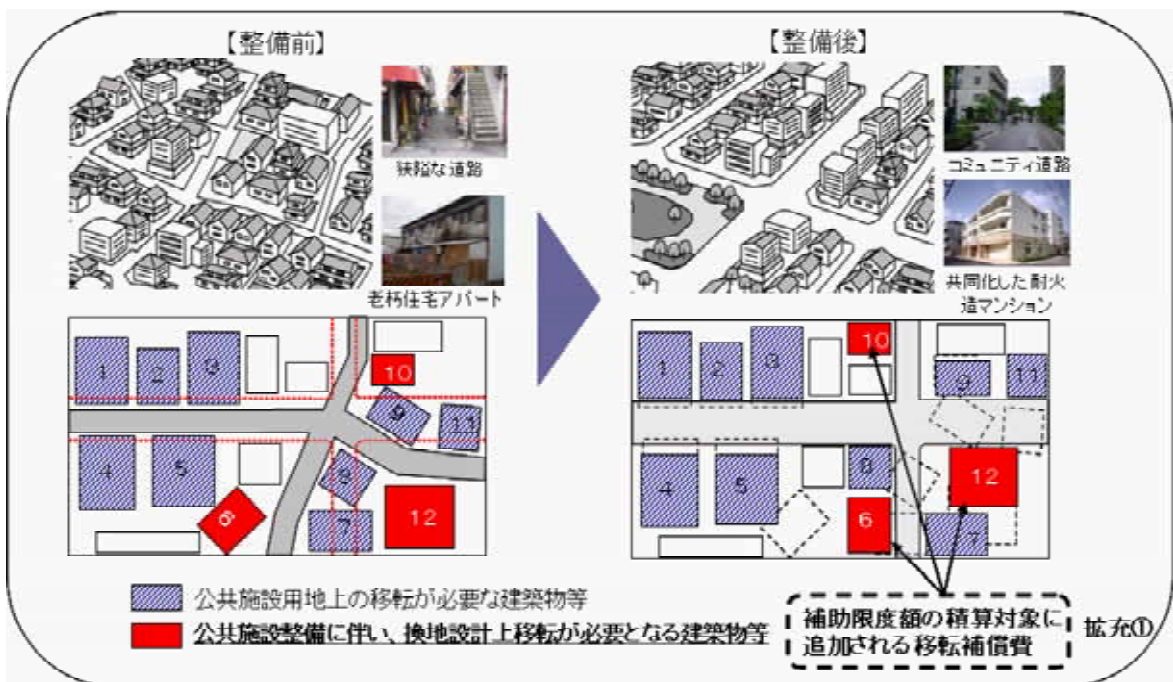 【整備前】
【整備後】
狭隘な道路
老朽住宅アパート
コミュニティ道路
共同化した耐火
造マンション
1
2
3
10
9
11
4
5
8
6
7
12
1
2
3
10
9
11
4
5
8
6
12
7
公共施設用地上の移転が必要な建築物等
公共施設整備に伴い、換地設計上移転が必要となる建築物等
補助限度額の積算対象に
追加される移転補償費
拡充①